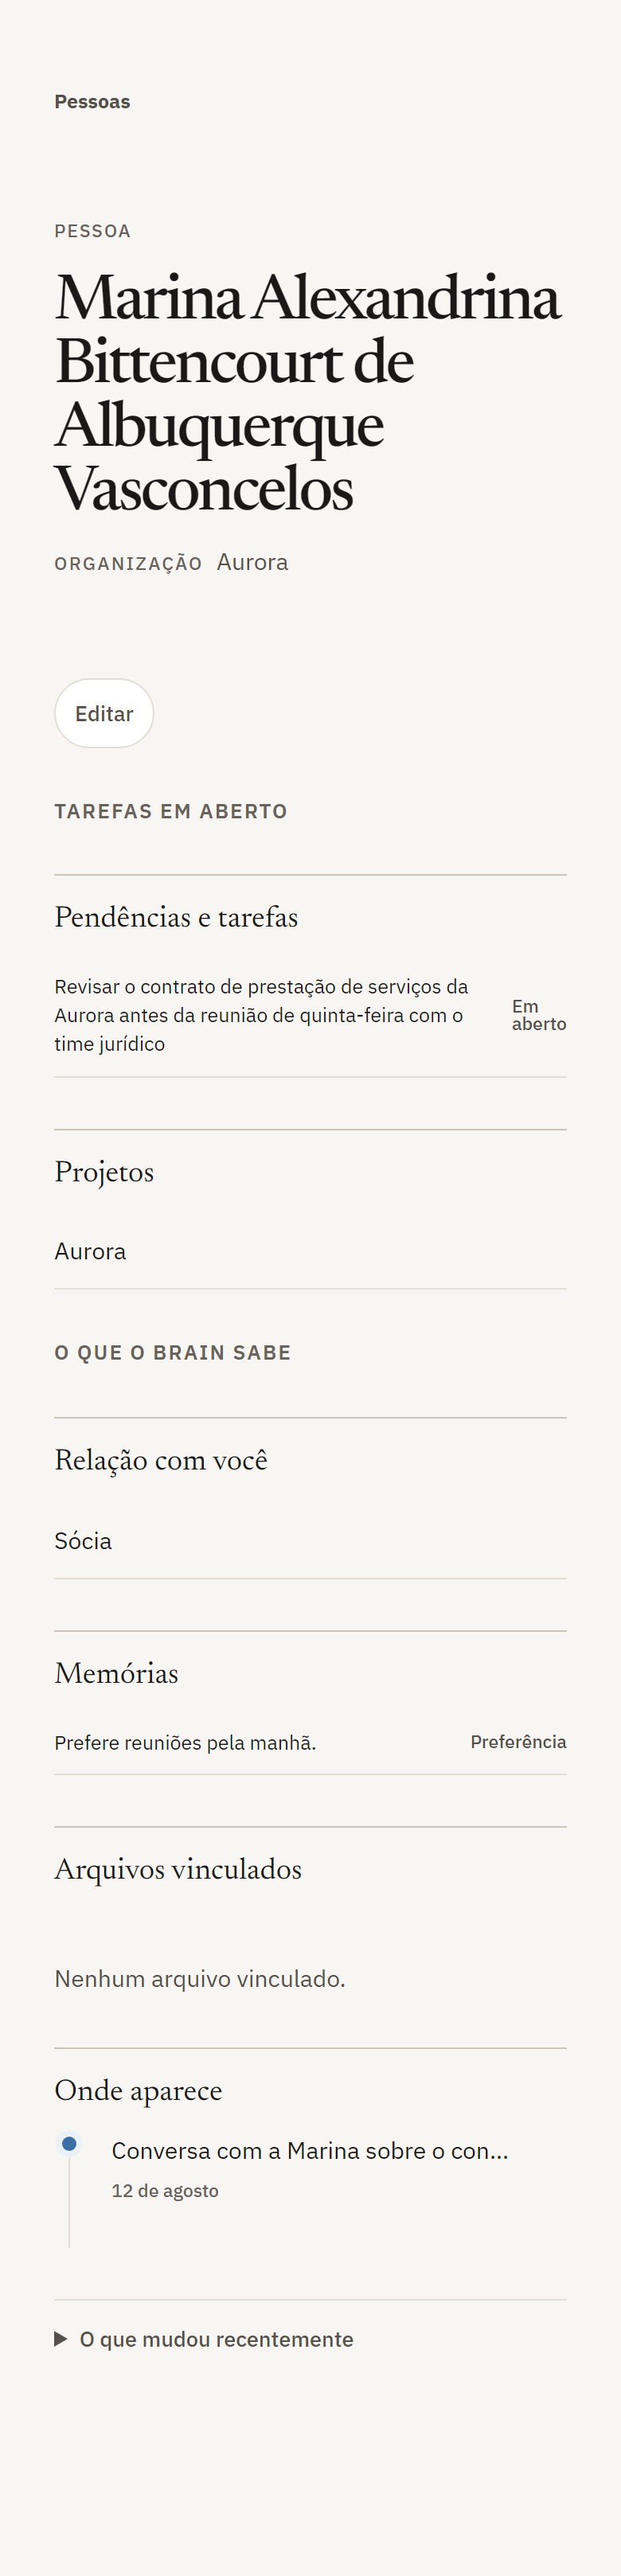 Pessoas
PESSOA
Marina Alexandrina
Bittencourt de
Albuquerque
Vasconcelos
ORGANIZAÇÃO Aurora
Editar
TAREFAS EM ABERTO
Pendências e tarefas
Revisar o contrato de prestação de serviços da
Aurora antes da reunião de quinta-feira com o
time jurídico
Em
aberto
Projetos
Aurora
O QUE O BRAIN SABE
Relação com você
Sócia
Memórias
Prefere reuniões pela manhã. Preferência
Arquivos vinculados
Nenhum arquivo vinculado.
Onde aparece
Conversa com a Marina sobre o con...
12 de agosto
O que mudou recentemente